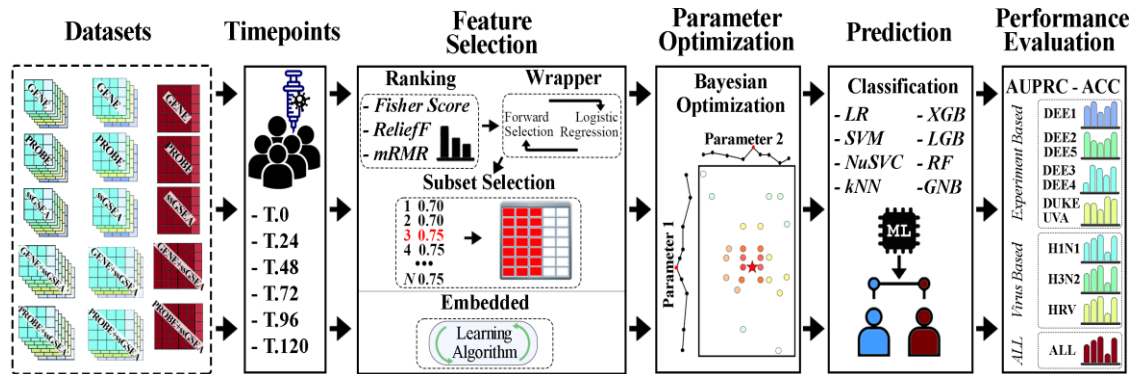 Datasets
Timepoints
Feature
Selection
Parameter
Optimization
Prediction
Performance
Evaluation
GENE
GENE
GENE
PROBE
PROBE
PROBE
ssGSEA
ssGSEA
ssGSEA
GENE+ssGSEA
GENE+ssGSEA
GENE+ssGSEA
PROBE+ssGSEA
PROBE+ssGSEA
PROBE+ssGSEA
- T.0
- T.24
- T.48
- T.72
- T.96
- T.120
Ranking
- Fisher Score
- ReliefF
- mRMR
Wrapper
Forward
Selection
Logistic
Regression
Subset Selection
1 0.70
2 0.70
3 0.75
4 0.75
•••
N 0.75
Embedded
Learning
Algorithm
Bayesian
Optimization
Parameter 2
Parameter 1
Classification
- LR
- SVM
- NuSVC
- kNN
- XGB
- LGB
- RF
- GNB
ML
AUPRC - ACC
Experiment Based
DEE1
DEE2
DEE5
DEE3
DEE4
DUKE
UVA
Virus Based
H1N1
H3N2
HRV
ALL
ALL